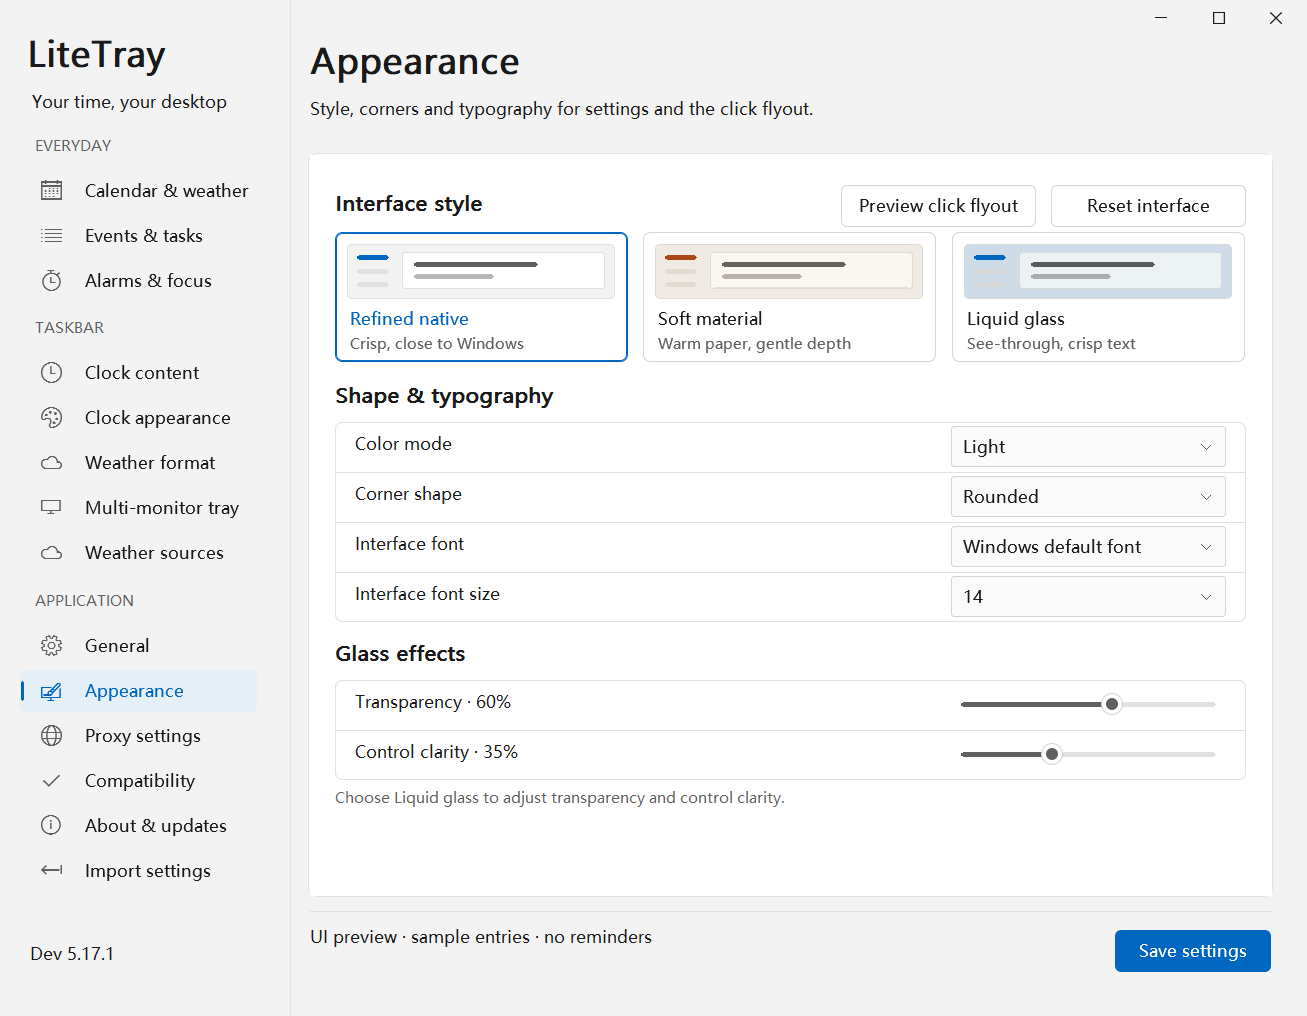 LiteTray
Your time, your desktop
EVERYDAY
Calendar & weather
Events & tasks
Alarms & focus
TASKBAR
Clock content
Clock appearance
Weather format
Multi-monitor tray
Weather sources
APPLICATION
General
Appearance
Proxy settings
Compatibility
About & updates
Import settings
Dev 5.17.1
Appearance
Style, corners and typography for settings and the click flyout.
Interface style
Preview click flyout
Reset interface
Refined native
Crisp, close to Windows
Soft material
Warm paper, gentle depth
Liquid glass
See-through, crisp text
Shape & typography
Color mode
Light
Corner shape
Rounded
Interface font
Windows default font
Interface font size
14
Glass effects
Transparency · 60%
Control clarity · 35%
Choose Liquid glass to adjust transparency and control clarity.
UI preview · sample entries · no reminders
Save settings